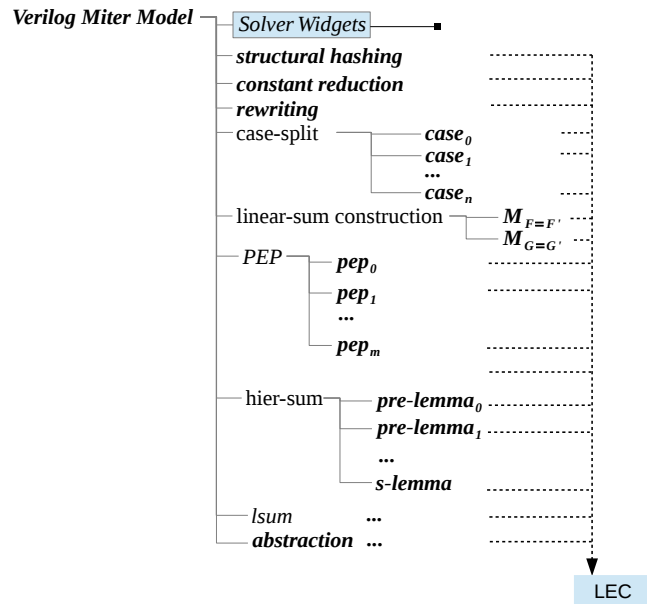 Verilog Miter Model
Solver Widgets
structural hashing
constant reduction
rewriting
case-split
case0
case1
...
casen
linear-sum construction
MF=F'
MG=G'
PEP
pep0
pep1
...
pepm
hier-sum
pre-lemma0
pre-lemma1
...
s-lemma
lsum ...
abstraction ...
LEC